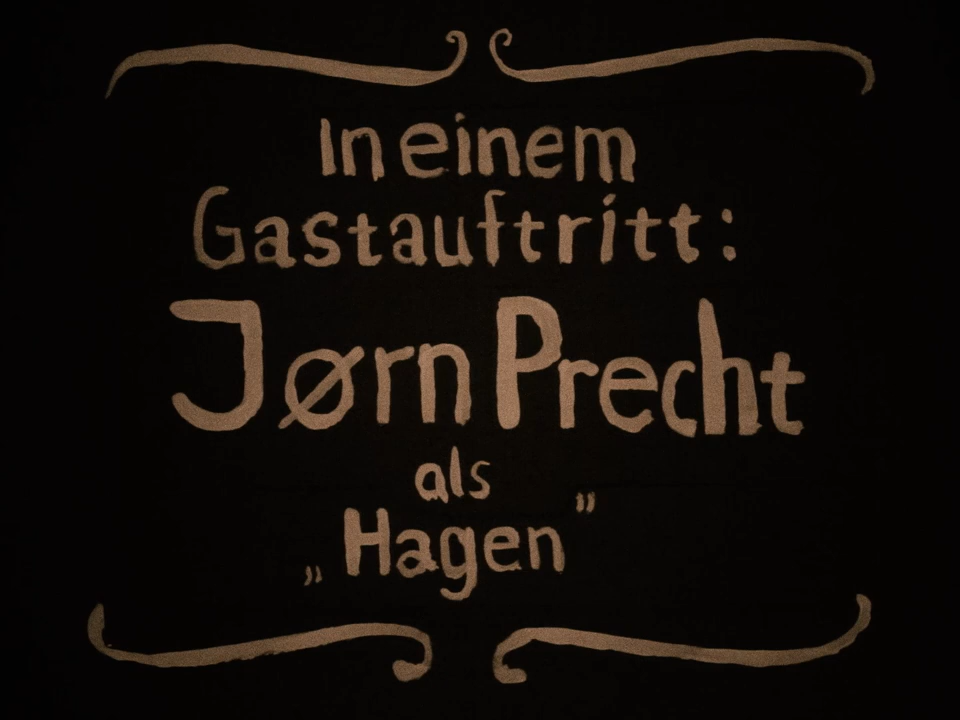 In einem
Gastauftritt:
Jørn Precht
als
„Hagen"